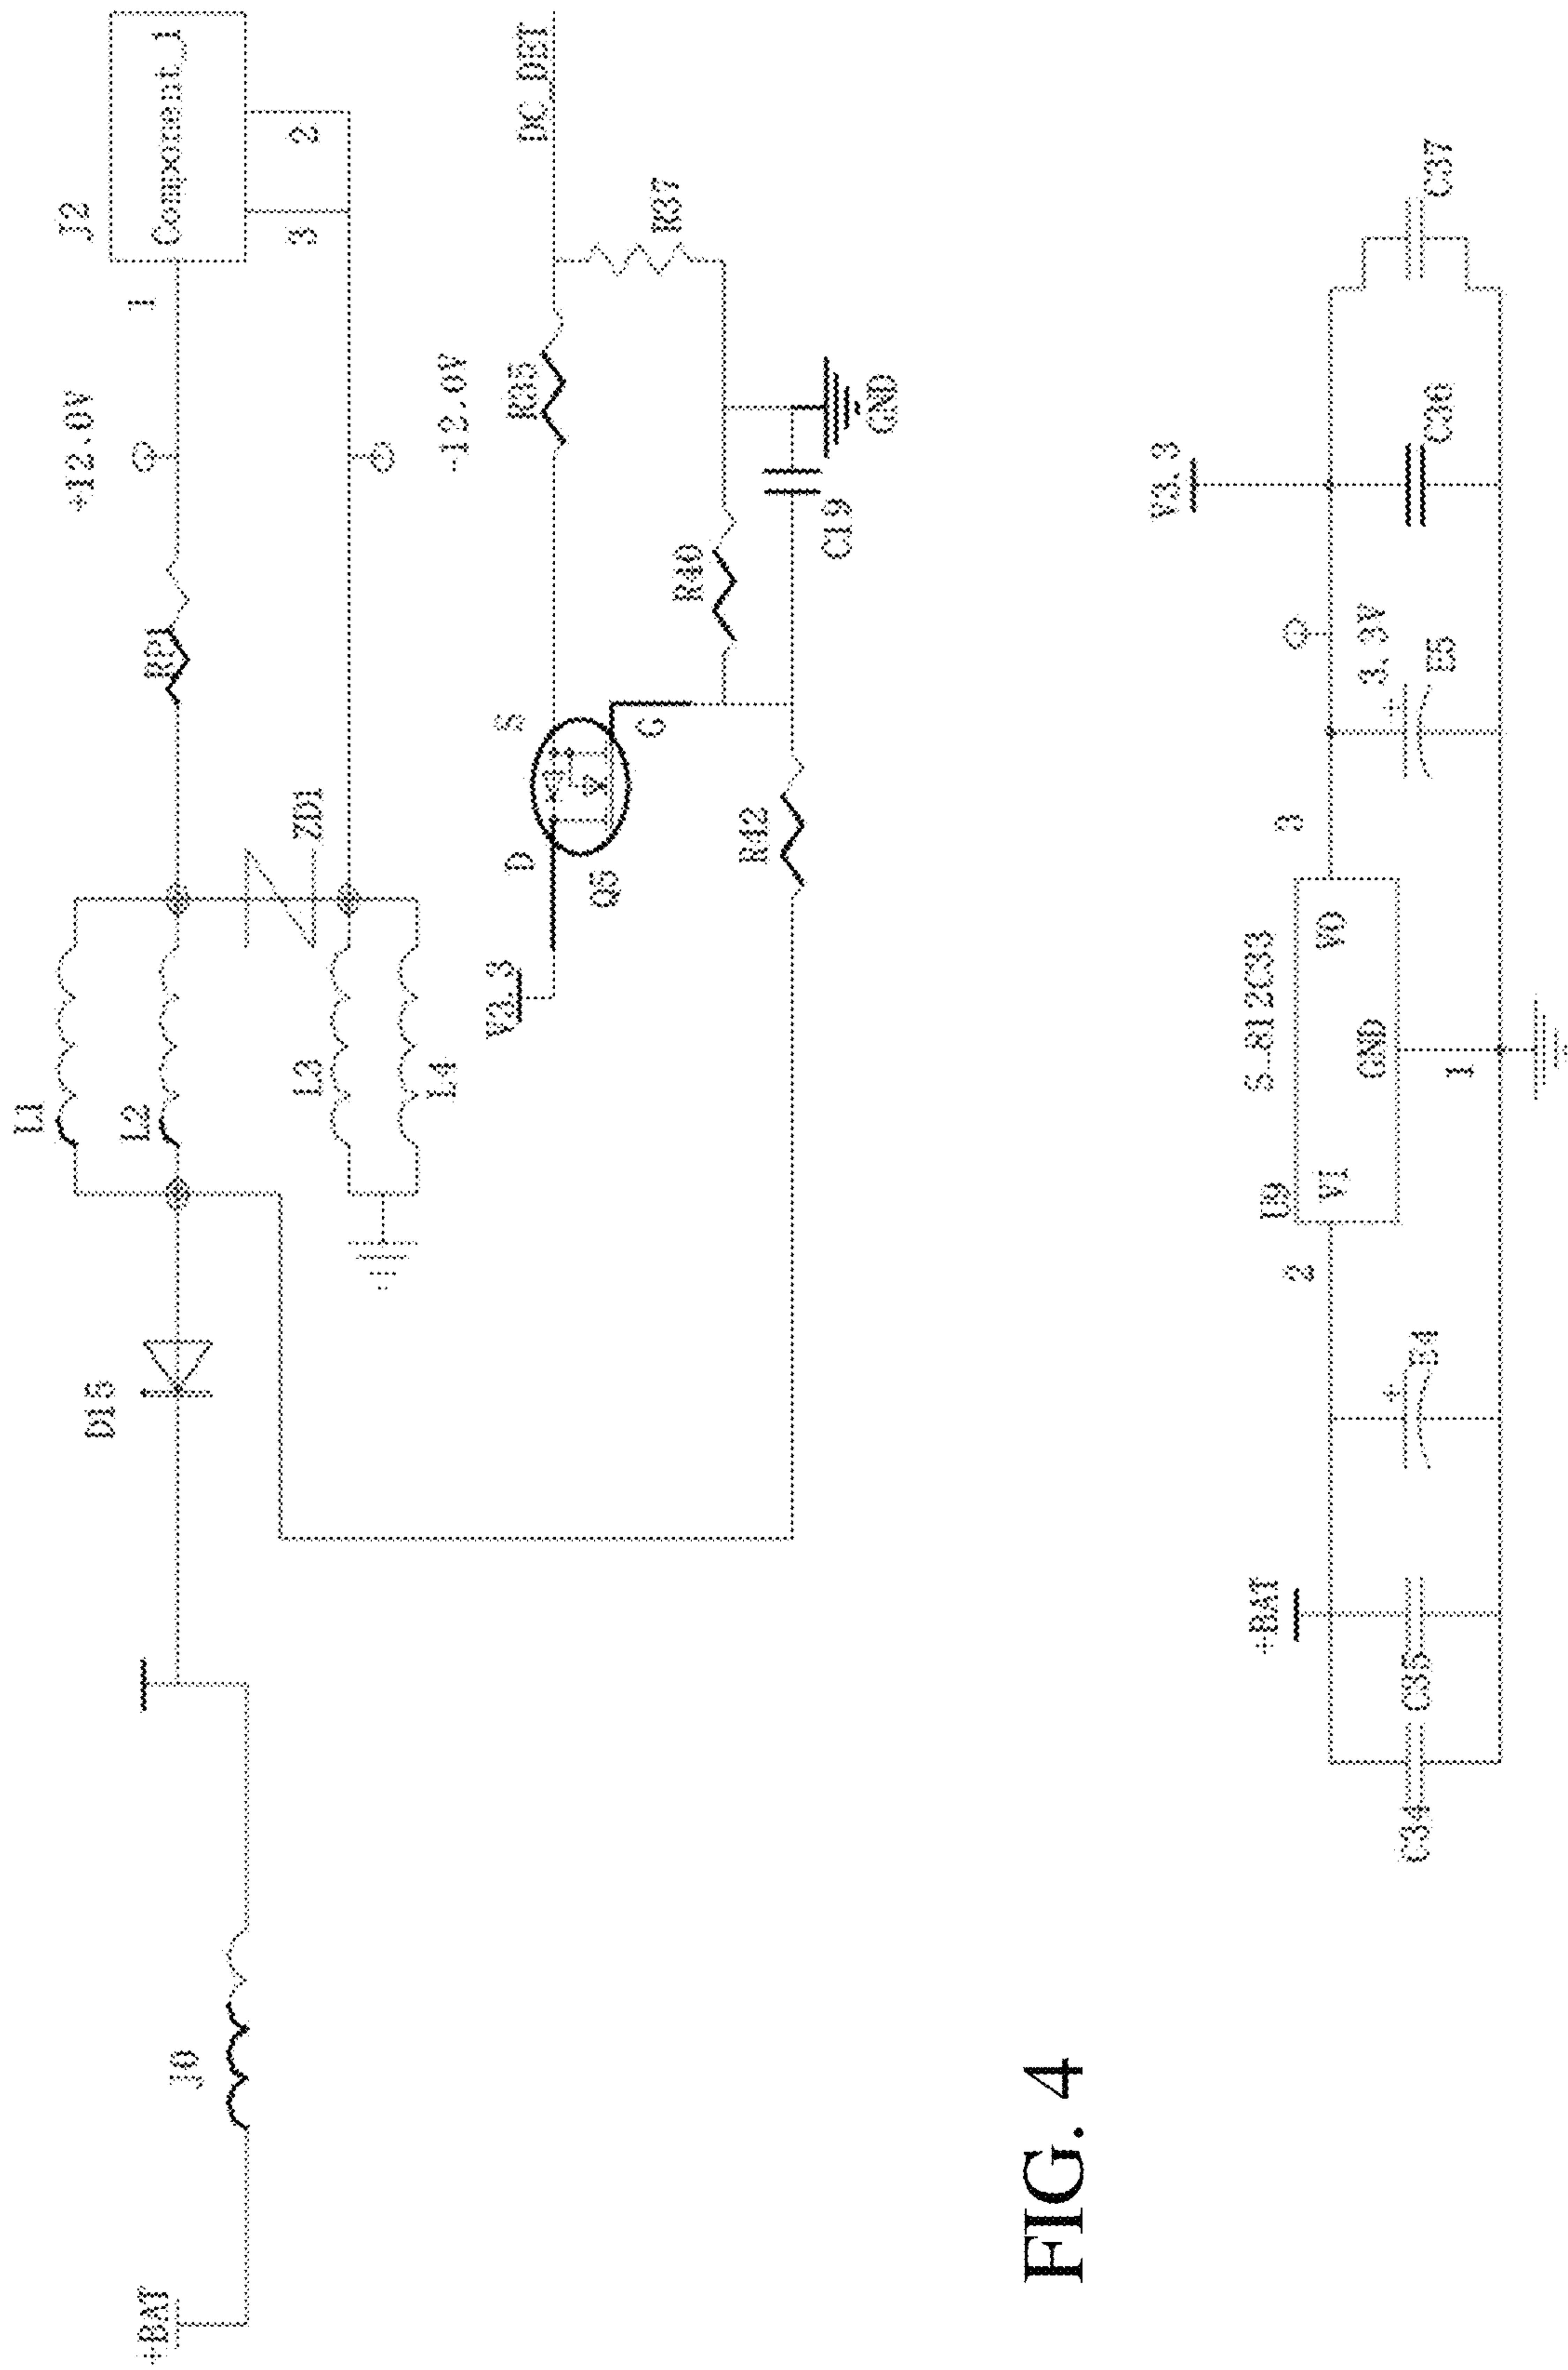 +BAT
J0
D15
L1
L2
L3
L4
ZD1
RP1
+12.0V
-12.0V
J2
Component_1
1
2
3
V3.3
D
S
G
Q5
R35
R37
R40
R42
C19
GND
DC_DET
C34
C35
+BAT
E4
2
U9
S-812C33
VI
GND
VO
1
3
E5
3.3V
V3.3
C36
C37
FIG. 4